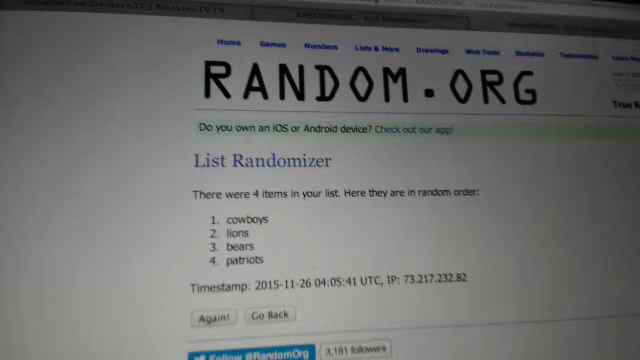 Home Games Numbers Lists & More Drawings Web Tools Statistics Testimonials Learn
RANDOM.ORG
True R
Do you own an iOS or Android device? Check out our app!
List Randomizer
There were 4 items in your list. Here they are in random order:
1. cowboys
2. lions
3. bears
4. patriots
Timestamp: 2015-11-26 04:05:41 UTC, IP: 73.217.232.82
Again! Go Back
Follow @RandomOrg 3,181 followers